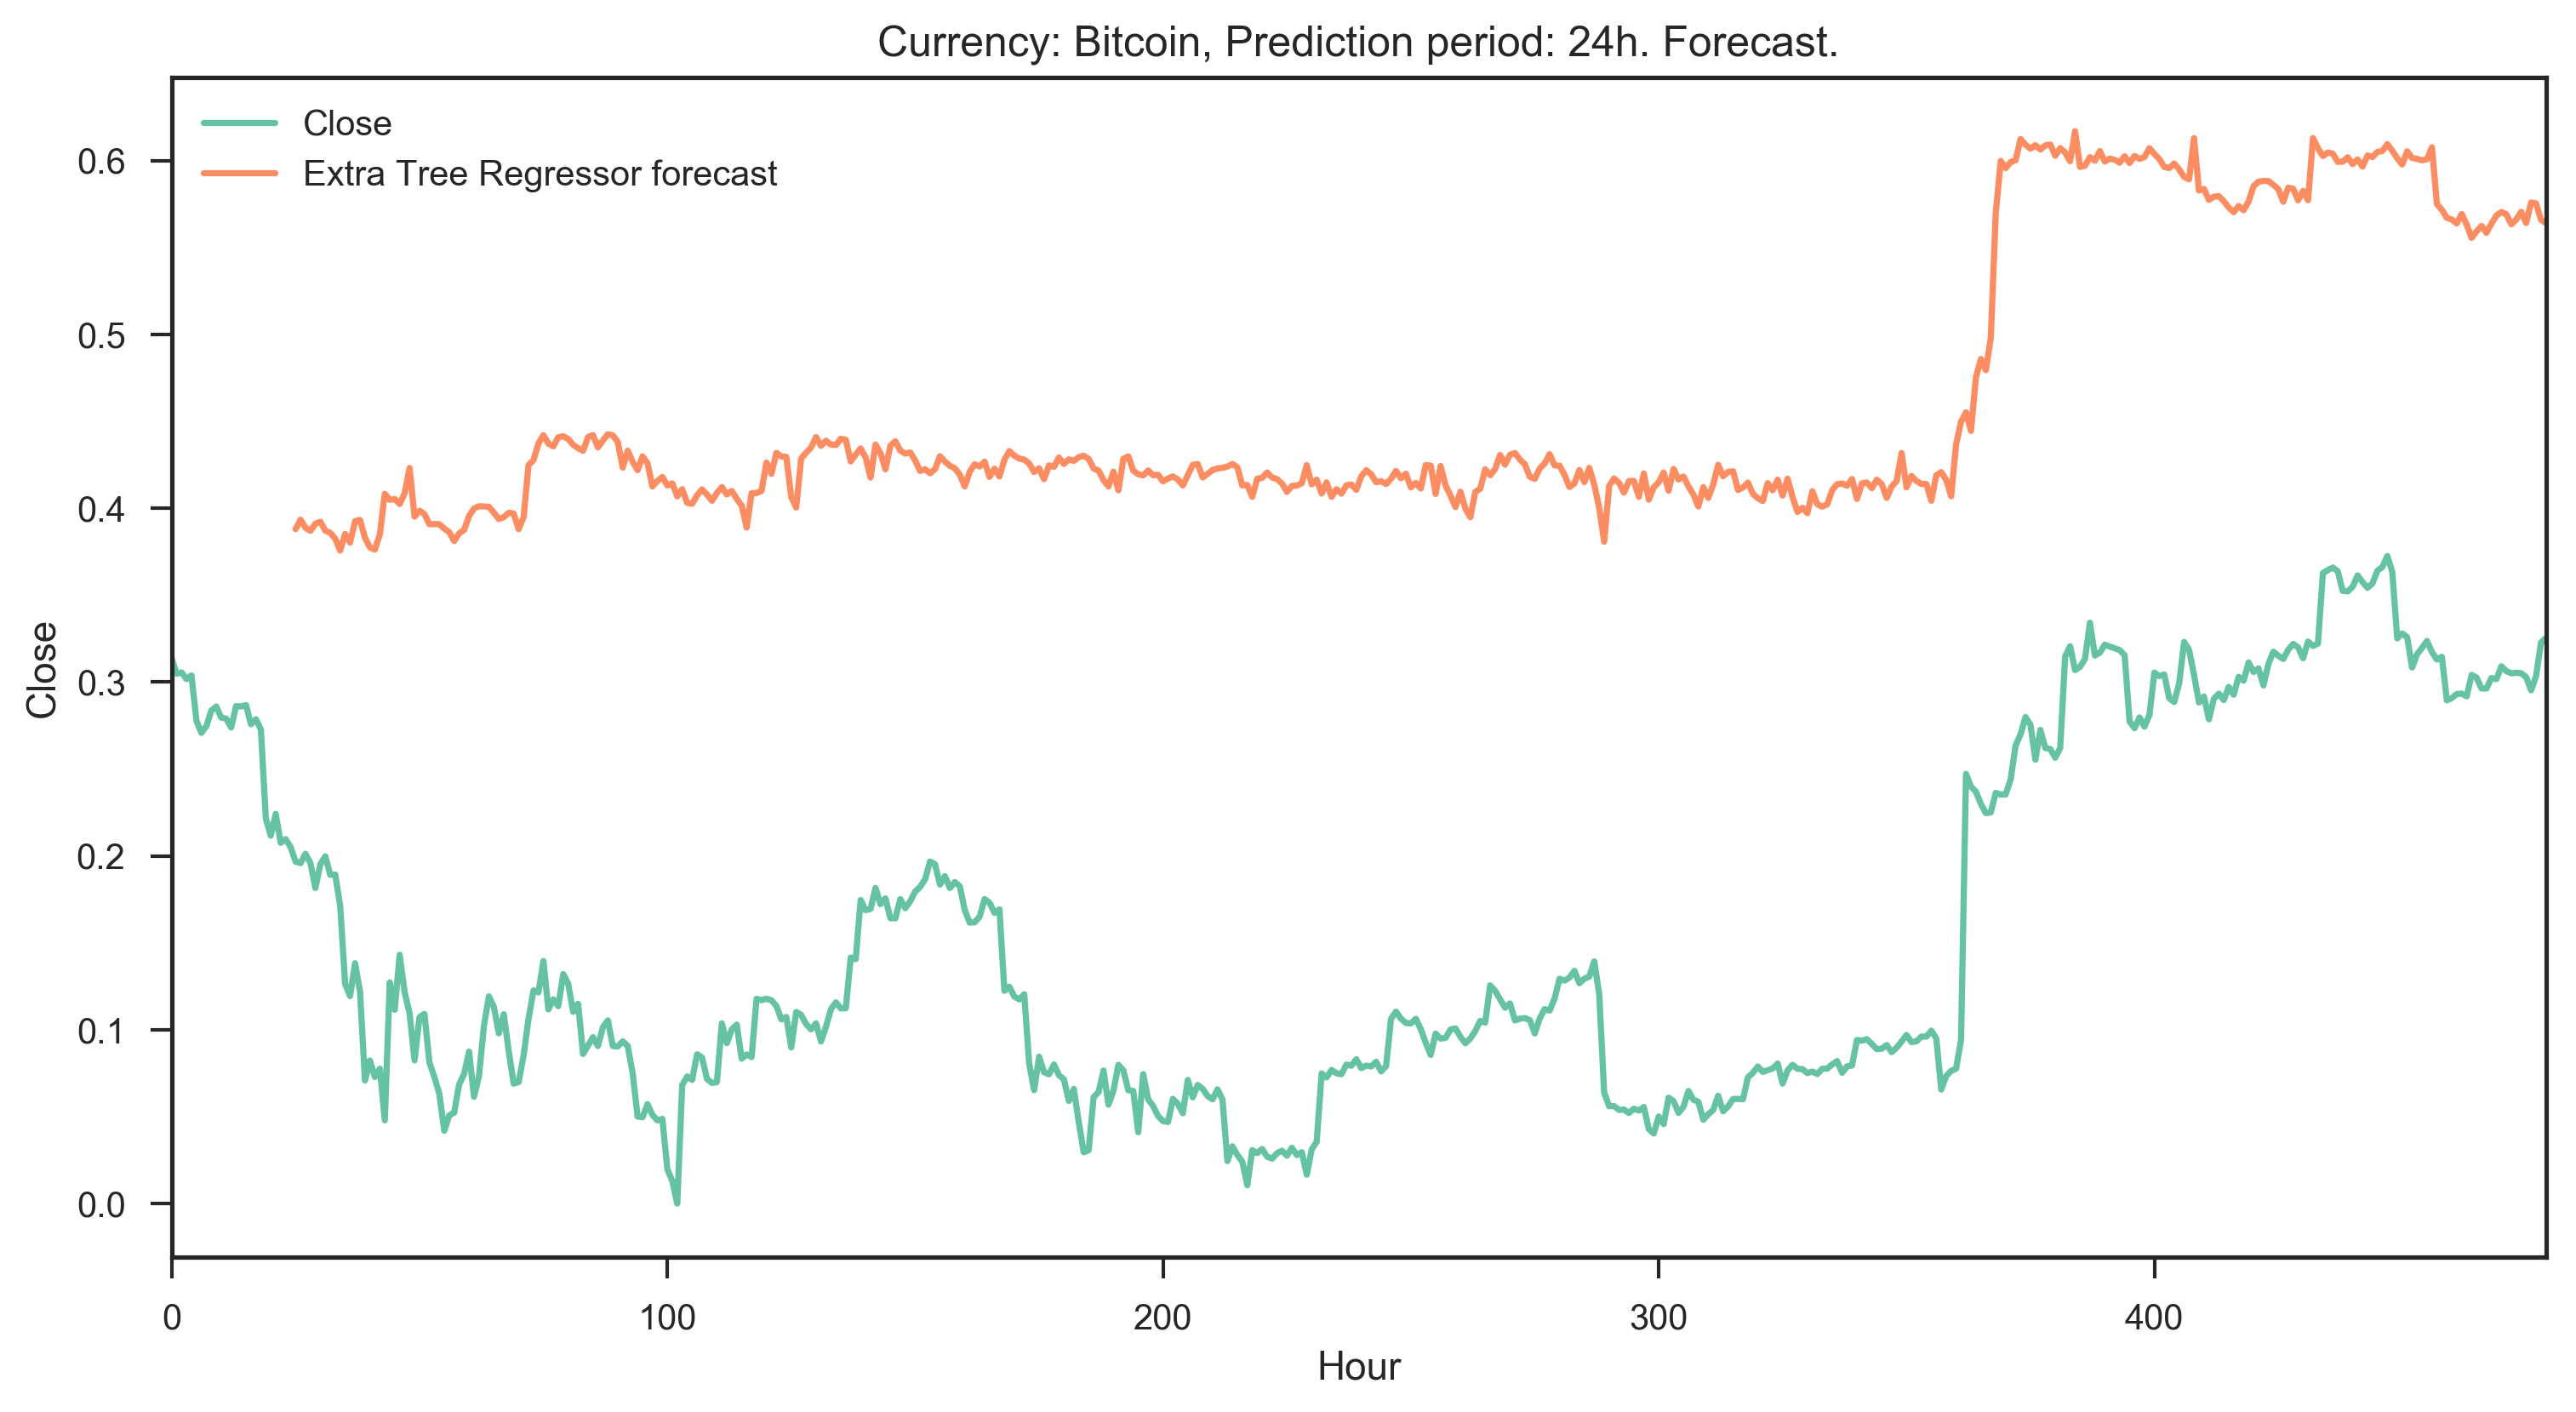 Currency: Bitcoin, Prediction period: 24h. Forecast.
Close
Extra Tree Regressor forecast
0.6
0.5
0.4
0.3
0.2
0.1
0.0
Close
0
100
200
300
400
Hour